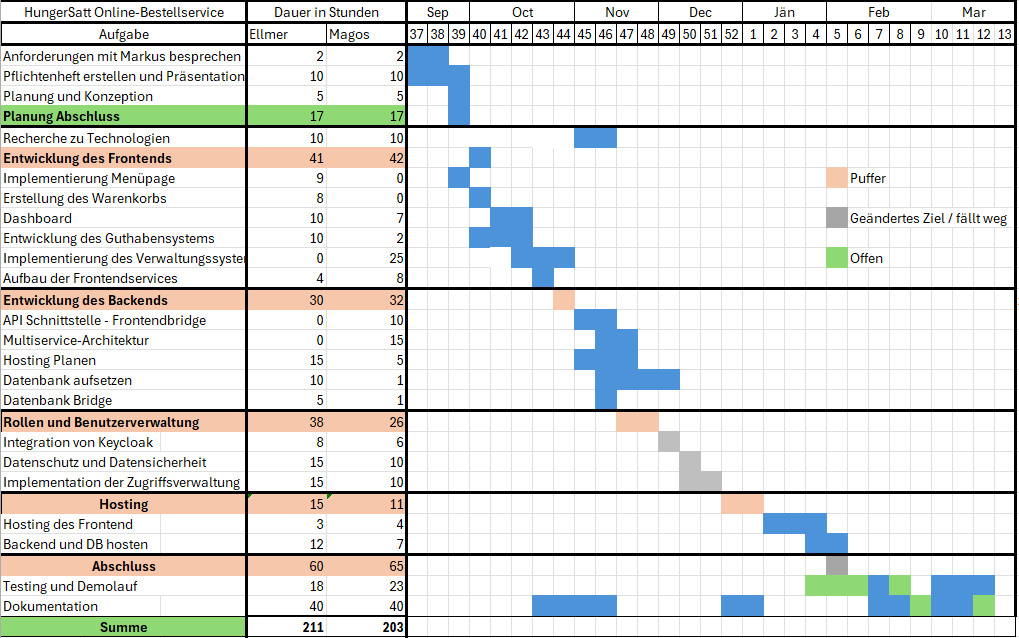 HungerSatt Online-Bestellservice Dauer in Stunden Sep Oct Nov Dec Jän Feb Mar
Aufgabe Ellmer Magos 37 38 39 40 41 42 43 44 45 46 47 48 49 50 51 52 1 2 3 4 5 6 7 8 9 10 11 12 13
Anforderungen mit Markus besprechen 2 2
Pflichtenheft erstellen und Präsentation 10 10
Planung und Konzeption 5 5
Planung Abschluss 17 17
Recherche zu Technologien 10 10
Entwicklung des Frontends 41 42
Implementierung Menüpage 9 0 Puffer
Erstellung des Warenkorbs 8 0
Dashboard 10 7 Geändertes Ziel / fällt weg
Entwicklung des Guthabensystems 10 2
Implementierung des Verwaltungssyster 0 25 Offen
Aufbau der Frontendservices 4 8
Entwicklung des Backends 30 32
API Schnittstelle - Frontendbridge 0 10
Multiservice-Architektur 0 15
Hosting Planen 15 5
Datenbank aufsetzen 10 1
Datenbank Bridge 5 1
Rollen und Benutzerverwaltung 38 26
Integration von Keycloak 8 6
Datenschutz und Datensicherheit 15 10
Implementation der Zugriffsverwaltung 15 10
Hosting 15 11
Hosting des Frontend 3 4
Backend und DB hosten 12 7
Abschluss 60 65
Testing und Demolauf 18 23
Dokumentation 40 40
Summe 211 203